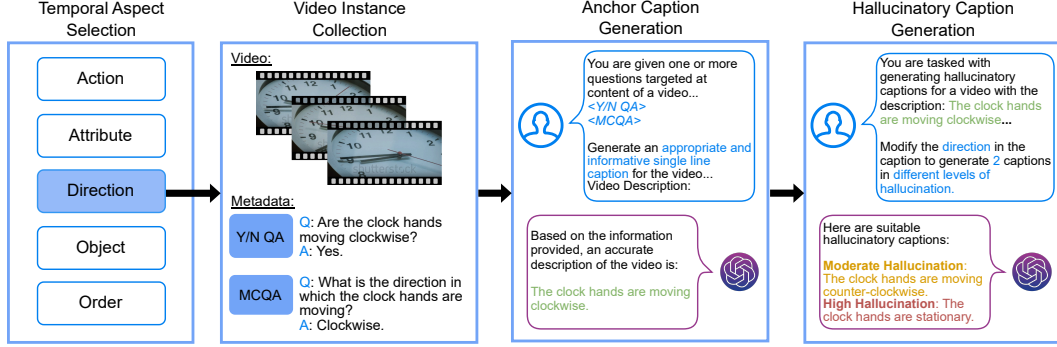 Temporal Aspect
Selection
Action
Attribute
Direction
Object
Order
Video Instance
Collection
Video:
Metadata:
Y/N QA
Q: Are the clock hands
moving clockwise?
A: Yes.
MCQA
Q: What is the direction in
which the clock hands are
moving?
A: Clockwise.
Anchor Caption
Generation
You are given one or more
questions targeted at
content of a video...
<Y/N QA>
<MCQA>
Generate an appropriate and
informative single line
caption for the video...
Video Description:
Based on the information
provided, an accurate
description of the video is:
The clock hands are moving
clockwise.
Hallucinatory Caption
Generation
You are tasked with
generating hallucinatory
captions for a video with the
description: The clock hands
are moving clockwise...
Modify the direction in the
caption to generate 2 captions
in different levels of
hallucination.
Here are suitable
hallucinatory captions:
Moderate Hallucination:
The clock hands are moving
counter-clockwise.
High Hallucination: The
clock hands are stationary.